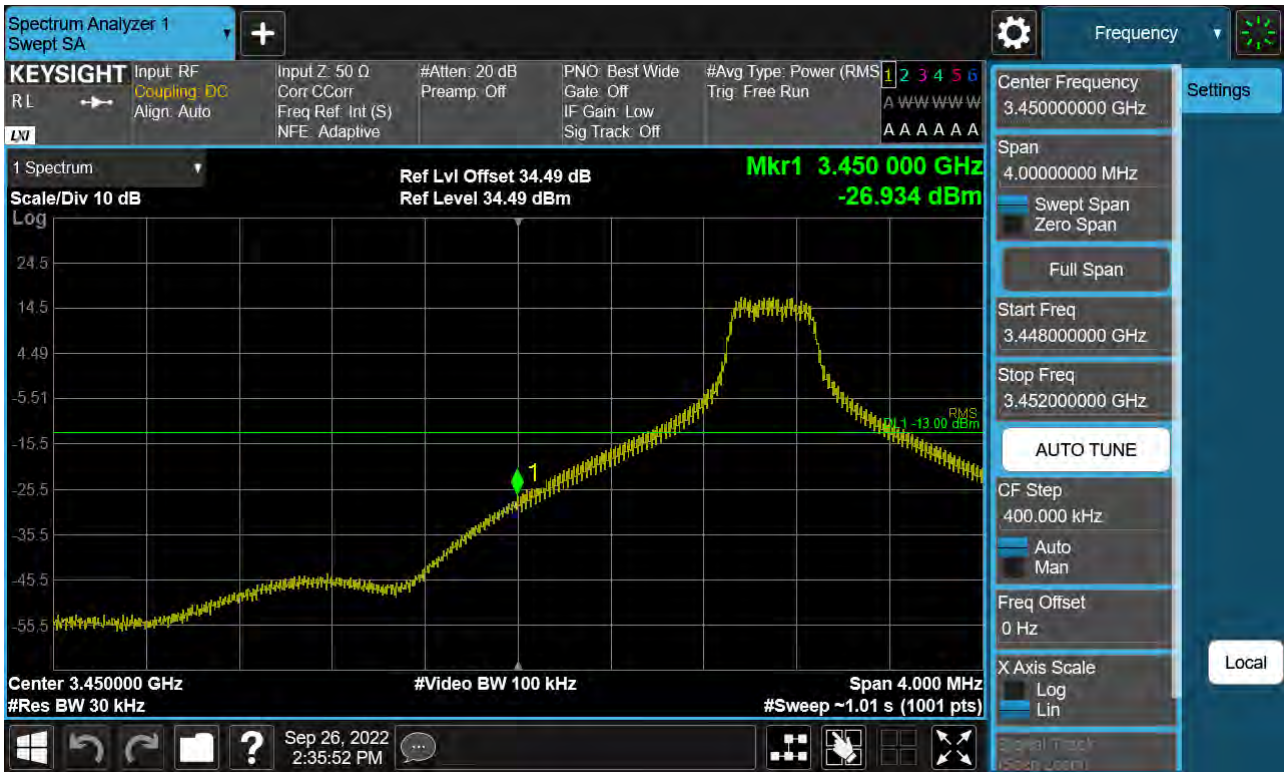 Spectrum Analyzer 1
Swept SA
+
Frequency
KEYSIGHT
RL
LXI
Input: RF
Coupling: DC
Align: Auto
Input Z: 50 Ω
Corr CCorr
Freq Ref: Int (S)
NFE: Adaptive
#Atten: 20 dB
Preamp: Off
PNO: Best Wide
Gate: Off
IF Gain: Low
Sig Track: Off
#Avg Type: Power (RMS
Trig: Free Run
1 2 3 4 5 6
A W W W W W
A A A A A A
Center Frequency
3.450000000 GHz
Settings
Span
4.00000000 MHz
Swept Span
Zero Span
Full Span
Start Freq
3.448000000 GHz
Stop Freq
3.452000000 GHz
AUTO TUNE
CF Step
400.000 kHz
Auto
Man
Freq Offset
0 Hz
X Axis Scale
Log
Lin
Signal Track
(Span Zoom)
Local
1 Spectrum
Scale/Div 10 dB
Log
Ref Lvl Offset 34.49 dB
Ref Level 34.49 dBm
Mkr1 3.450 000 GHz
-26.934 dBm
24.5
14.5
4.49
-5.51
-15.5
-25.5
-35.5
-45.5
-55.5
RMS
DL1 -13.00 dBm
1
Center 3.450000 GHz
#Res BW 30 kHz
#Video BW 100 kHz
Span 4.000 MHz
#Sweep ~1.01 s (1001 pts)
?
Sep 26, 2022
2:35:52 PM